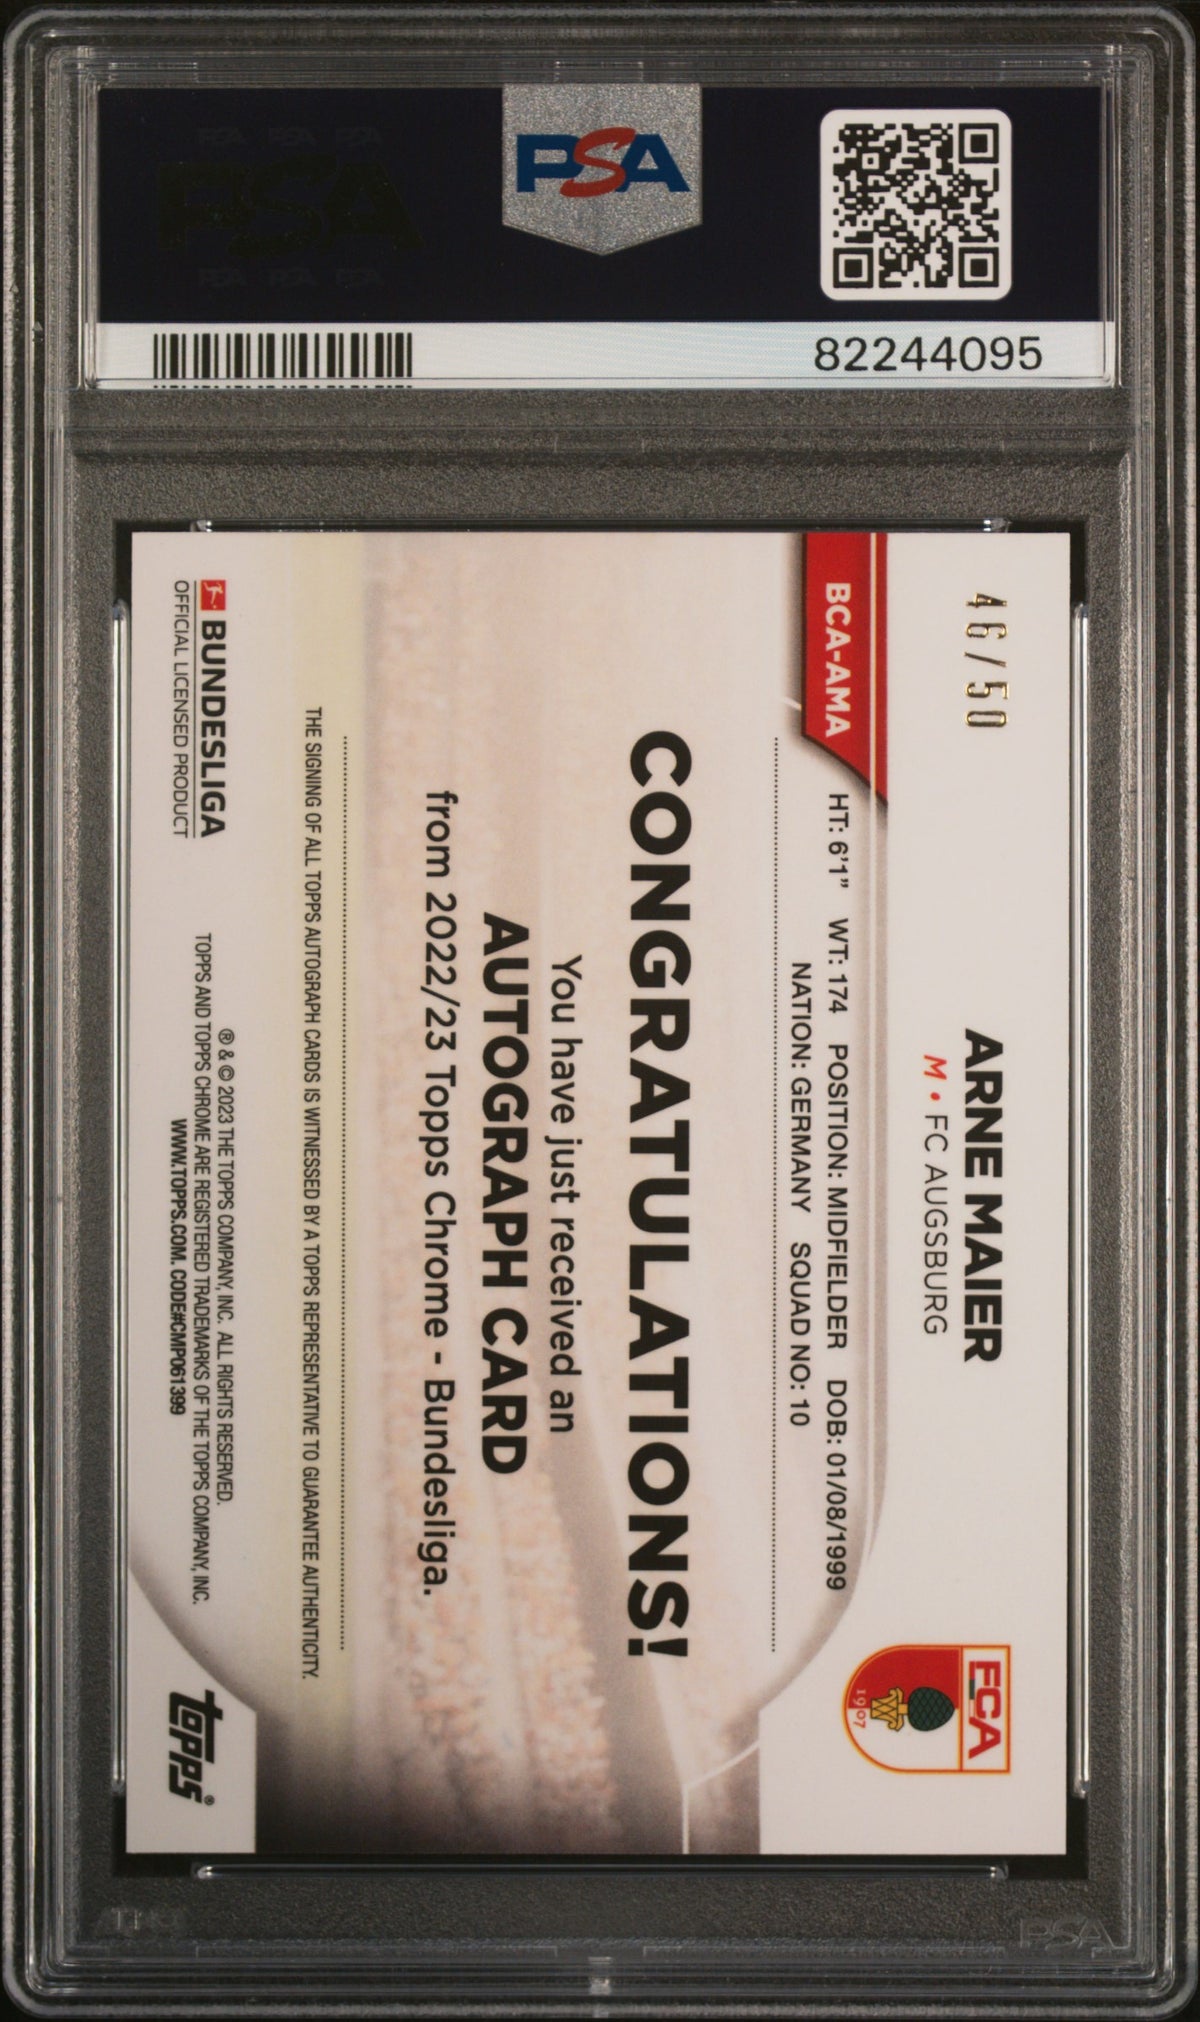 PSA
82244095
46/50
ARNE MAIER
M • FC AUGSBURG
FCA
1907
BCA-AMA
HT: 6'1" WT: 174 POSITION: MIDFIELDER DOB: 01/08/1999
NATION: GERMANY SQUAD NO: 10
CONGRATULATIONS!
You have just received an
AUTOGRAPH CARD
from 2022/23 Topps Chrome - Bundesliga.
THE SIGNING OF ALL TOPPS AUTOGRAPH CARDS IS WITNESSED BY A TOPPS REPRESENTATIVE TO GUARANTEE AUTHENTICITY.
BUNDESLIGA
OFFICIAL LICENSED PRODUCT
® & © 2023 THE TOPPS COMPANY, INC. ALL RIGHTS RESERVED.
TOPPS AND TOPPS CHROME ARE REGISTERED TRADEMARKS OF THE TOPPS COMPANY, INC.
WWW.TOPPS.COM. CODE#CMP061399
topps®
PSA